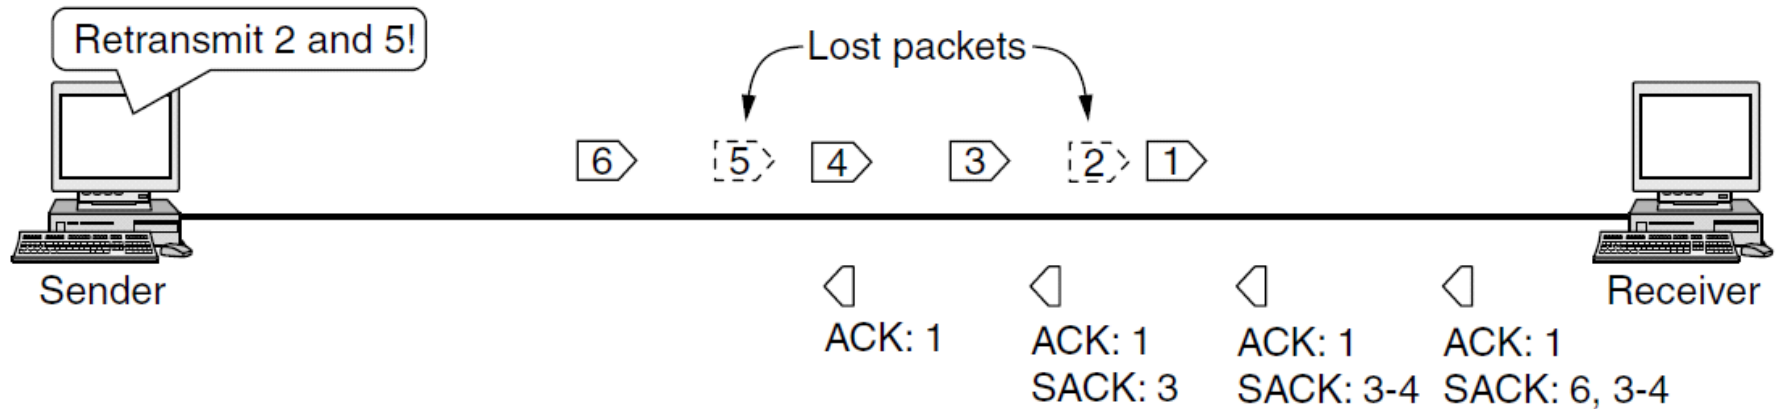 Retransmit 2 and 5!
Lost packets
6 5 4 3 2 1
Sender
Receiver
ACK: 1
ACK: 1
SACK: 3
ACK: 1
SACK: 3-4
ACK: 1
SACK: 6, 3-4